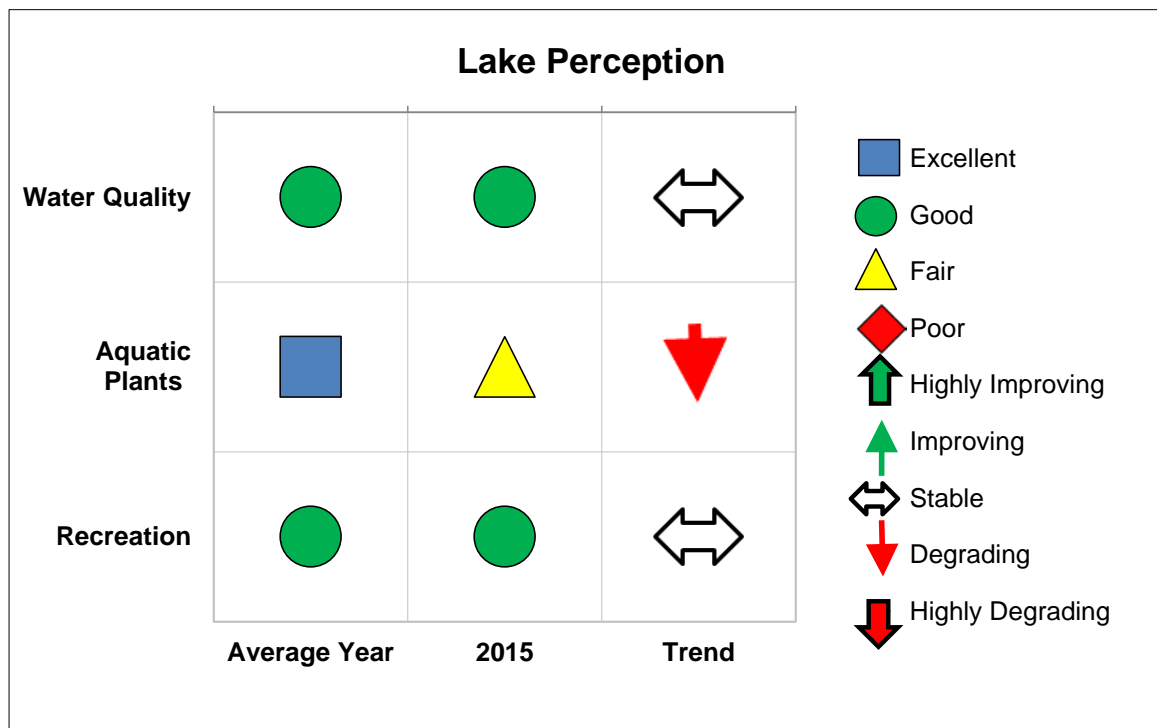 Lake Perception
Water Quality
Aquatic
Plants
Recreation
Average Year
2015
Trend
Excellent
Good
Fair
Poor
Highly Improving
Improving
Stable
Degrading
Highly Degrading